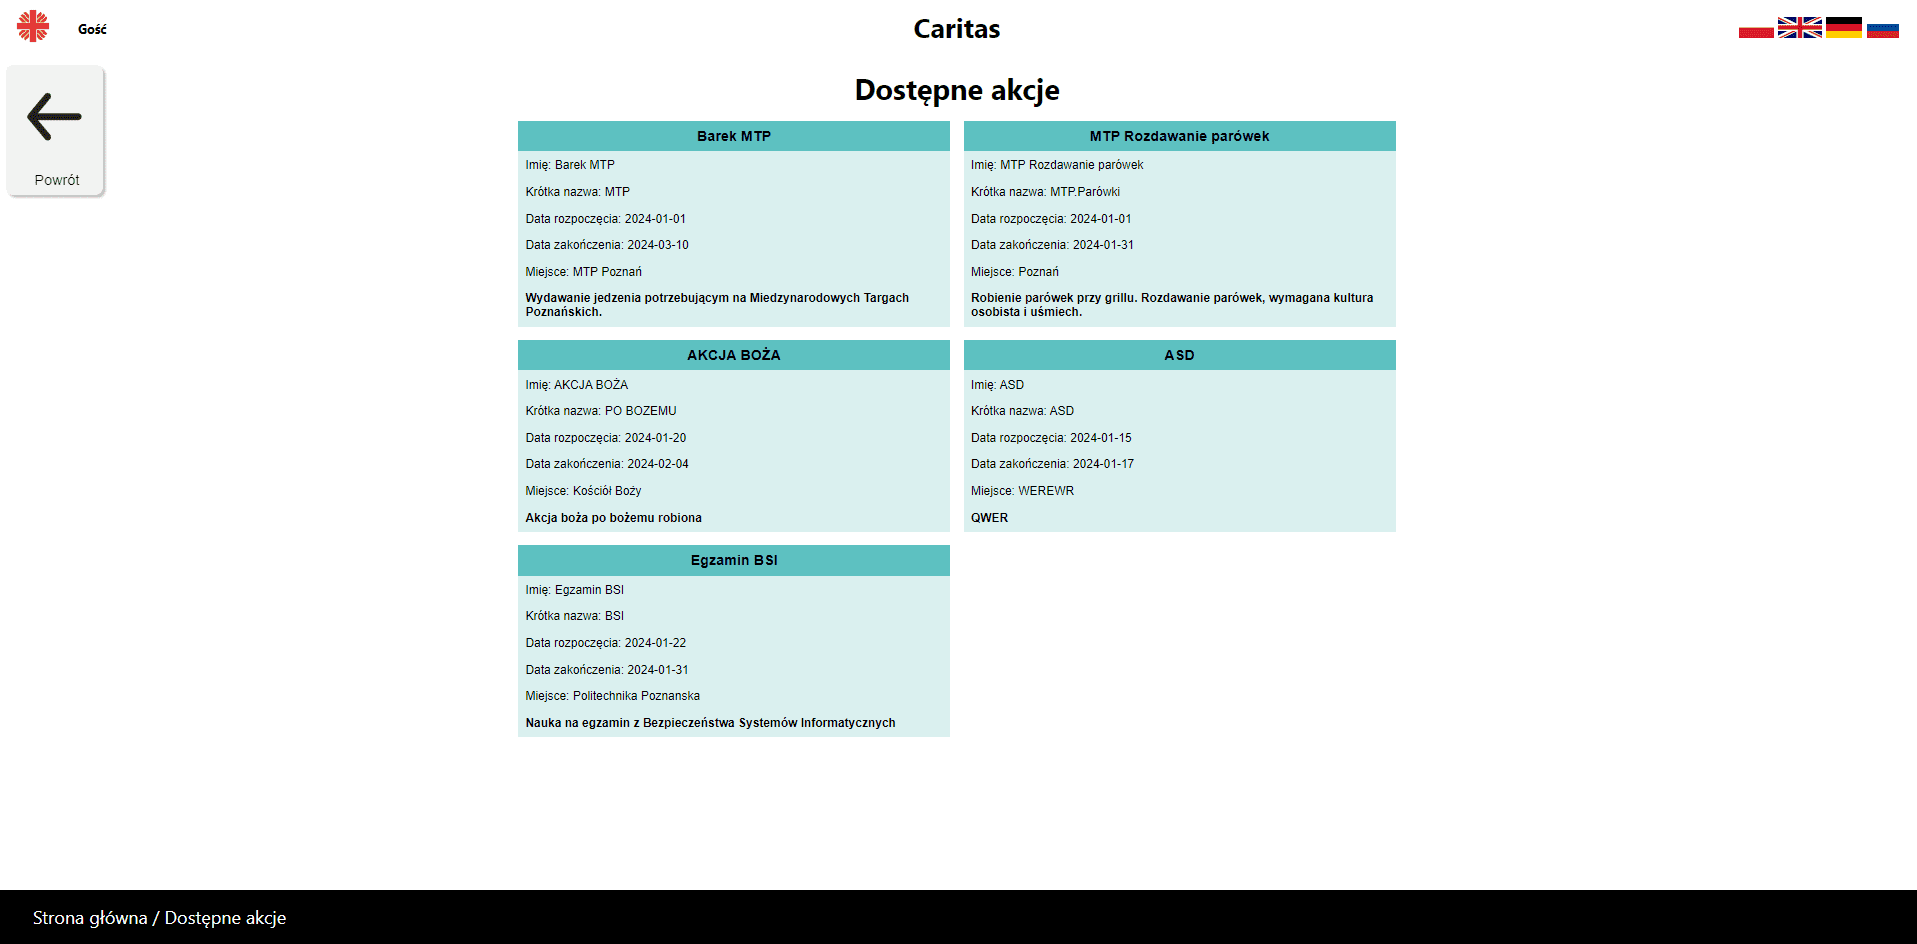 Gość
Caritas
Powrót
Dostępne akcje
Barek MTP
Imię: Barek MTP
Krótka nazwa: MTP
Data rozpoczęcia: 2024-01-01
Data zakończenia: 2024-03-10
Miejsce: MTP Poznań
Wydawanie jedzenia potrzebującym na Miedzynarodowych Targach
Poznańskich.
MTP Rozdawanie parówek
Imię: MTP Rozdawanie parówek
Krótka nazwa: MTP.Parówki
Data rozpoczęcia: 2024-01-01
Data zakończenia: 2024-01-31
Miejsce: Poznań
Robienie parówek przy grillu. Rozdawanie parówek, wymagana kultura
osobista i uśmiech.
AKCJA BOŻA
Imię: AKCJA BOŻA
Krótka nazwa: PO BOZEMU
Data rozpoczęcia: 2024-01-20
Data zakończenia: 2024-02-04
Miejsce: Kościół Boży
Akcja boża po bożemu robiona
ASD
Imię: ASD
Krótka nazwa: ASD
Data rozpoczęcia: 2024-01-15
Data zakończenia: 2024-01-17
Miejsce: WEREWR
QWER
Egzamin BSI
Imię: Egzamin BSI
Krótka nazwa: BSI
Data rozpoczęcia: 2024-01-22
Data zakończenia: 2024-01-31
Miejsce: Politechnika Poznanska
Nauka na egzamin z Bezpieczeństwa Systemów Informatycznych
Strona główna / Dostępne akcje